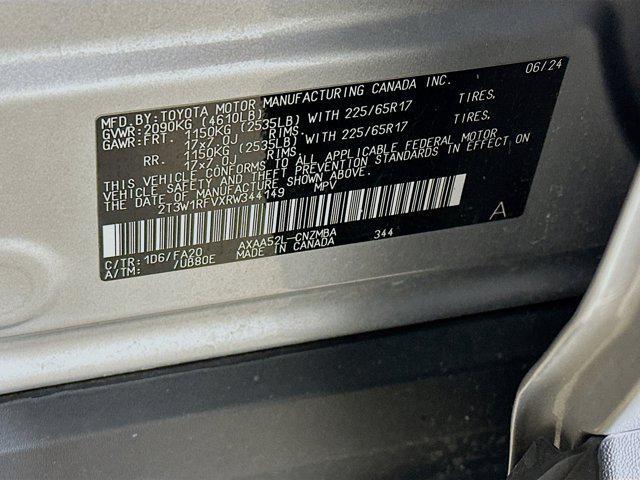 MFD.BY:TOYOTA MOTOR MANUFACTURING CANADA INC. 06/24
GVWR:2090KG (4610LB)
GAWR:FRT. 1150KG (2535LB) WITH 225/65R17 TIRES,
17x7.0J RIMS.
RR. 1150KG (2535LB) WITH 225/65R17 TIRES,
17x7.0J RIMS.
THIS VEHICLE CONFORMS TO ALL APPLICABLE FEDERAL MOTOR
VEHICLE SAFETY AND THEFT PREVENTION STANDARDS IN EFFECT ON
THE DATE OF MANUFACTURE SHOWN ABOVE.
2T3W1RFVXRW344149 MPV
A
C/TR: 1D6/FA20 AXAA52L-CNZMBA 344
A/TM: /UB80E MADE IN CANADA